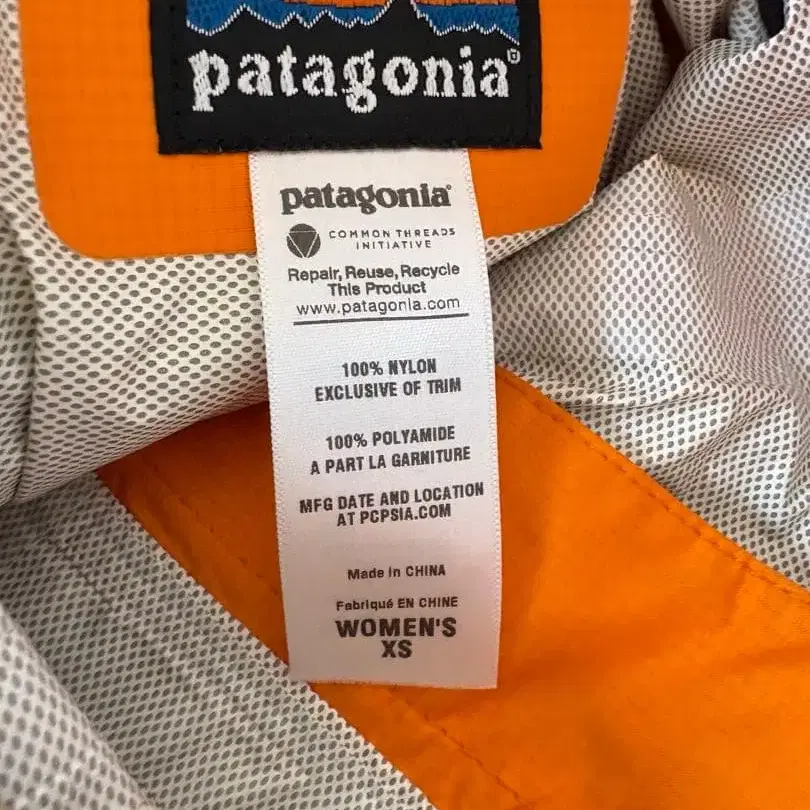 patagonia®
patagonia®
COMMON THREADS
INITIATIVE
Repair, Reuse, Recycle
This Product
www.patagonia.com
100% NYLON
EXCLUSIVE OF TRIM
100% POLYAMIDE
A PART LA GARNITURE
MFG DATE AND LOCATION
AT PCPSIA.COM
Made in CHINA
Fabriqué EN CHINE
WOMEN'S
XS